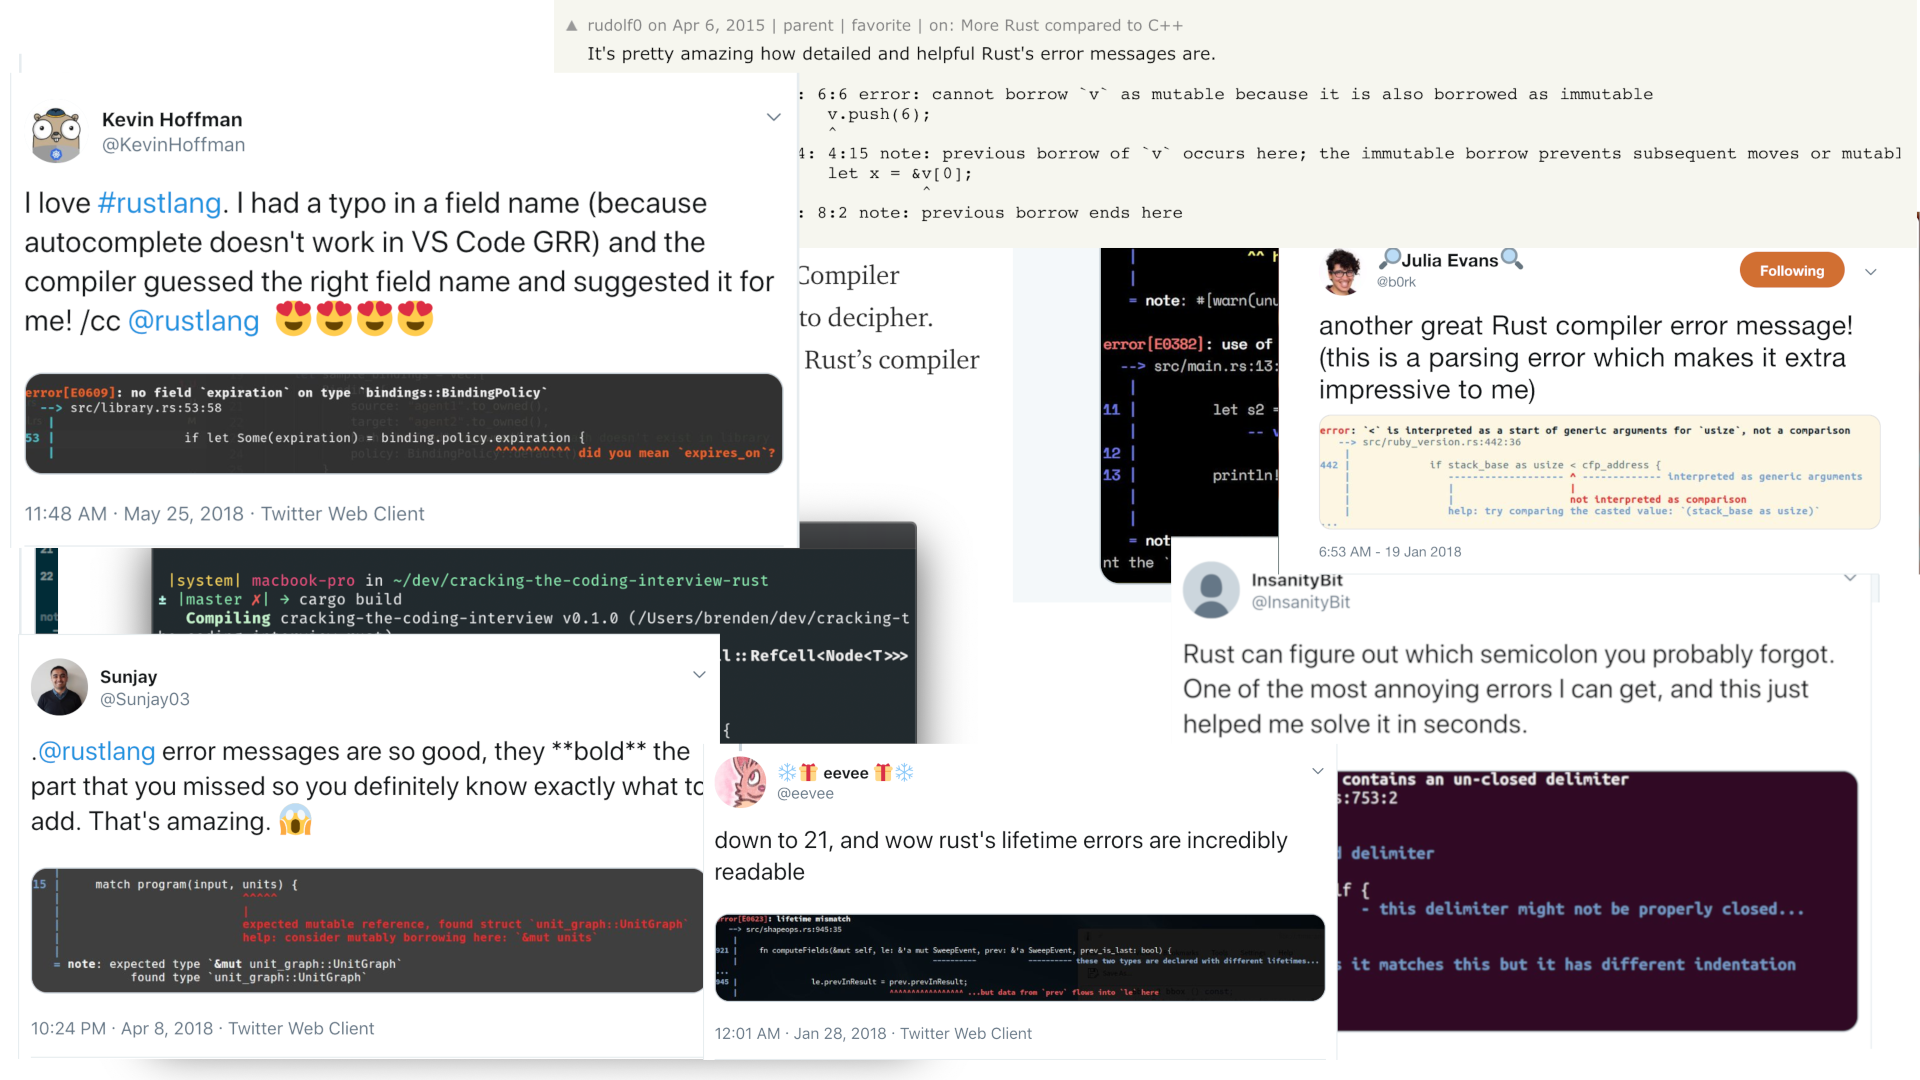 ▲ rudolf0 on Apr 6, 2015 | parent | favorite | on: More Rust compared to C++
It's pretty amazing how detailed and helpful Rust's error messages are.
: 6:6 error: cannot borrow `v` as mutable because it is also borrowed as immutable
v.push(6);
^
4: 4:15 note: previous borrow of `v` occurs here; the immutable borrow prevents subsequent moves or mutabl
let x = &v[0];
^
: 8:2 note: previous borrow ends here
Kevin Hoffman
@KevinHoffman
I love #rustlang. I had a typo in a field name (because
autocomplete doesn't work in VS Code GRR) and the
compiler guessed the right field name and suggested it for
me! /cc @rustlang 😍😍😍😍
error[E0609]: no field `expiration` on type `bindings::BindingPolicy`
--> src/library.rs:53:58
53 | if let Some(expiration) = binding.policy.expiration {
^^^^^^^^^^ did you mean `expires_on`?
11:48 AM · May 25, 2018 · Twitter Web Client
Compiler
to decipher.
Rust's compiler
^^ h
= note: #[warn(unu
error[E0382]: use of
--> src/main.rs:13:
11 | let s2 =
-- v
12 |
13 | println!
= not
nt the `
🔎Julia Evans🔍
@b0rk
Following
another great Rust compiler error message!
(this is a parsing error which makes it extra
impressive to me)
error: `<` is interpreted as a start of generic arguments for `usize`, not a comparison
--> src/ruby_version.rs:442:36
442 | if stack_base as usize < cfp_address {
------------------- ^ ------------- interpreted as generic arguments
not interpreted as comparison
help: try comparing the casted value: `(stack_base as usize)`
...
6:53 AM - 19 Jan 2018
21
22
not
|system| macbook-pro in ~/dev/cracking-the-coding-interview-rust
± |master ✗| → cargo build
Compiling cracking-the-coding-interview v0.1.0 (/Users/brenden/dev/cracking-t
l::RefCell<Node<T>>>
{
InsanityBit
@InsanityBit
Rust can figure out which semicolon you probably forgot.
One of the most annoying errors I can get, and this just
helped me solve it in seconds.
contains an un-closed delimiter
s:753:2
d delimiter
lf {
- this delimiter might not be properly closed...
s it matches this but it has different indentation
Sunjay
@Sunjay03
.@rustlang error messages are so good, they **bold** the
part that you missed so you definitely know exactly what to
add. That's amazing. 😱
15 | match program(input, units) {
^^^^^
expected mutable reference, found struct `unit_graph::UnitGraph`
help: consider mutably borrowing here: `&mut units`
= note: expected type `&mut unit_graph::UnitGraph`
found type `unit_graph::UnitGraph`
10:24 PM · Apr 8, 2018 · Twitter Web Client
❄️🎁 eevee 🎁❄️
@eevee
down to 21, and wow rust's lifetime errors are incredibly
readable
rror[E0623]: lifetime mismatch
--> src/shapeops.rs:945:35
921 | fn computeFields(&mut self, le: &'a mut SweepEvent, prev: &'a SweepEvent, prev_is_last: bool) {
---------- ---------- these two types are declared with different lifetimes...
...
945 | le.prevInResult = prev.prevInResult;
^^^^^^^^^^^^^^^^^ ...but data from `prev` flows into `le` here
12:01 AM · Jan 28, 2018 · Twitter Web Client